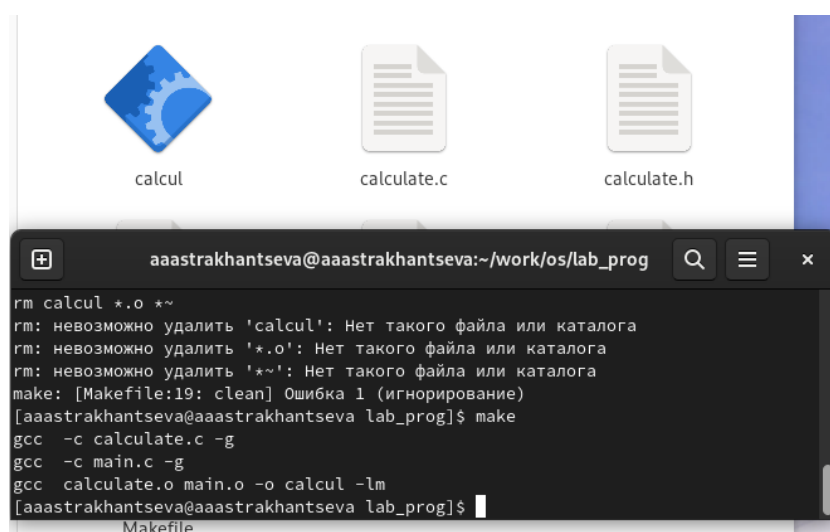 calcul
calculate.c
calculate.h
aaastrakhantseva@aaastrakhantseva:~/work/os/lab_prog
rm calcul *.o *~
rm: невозможно удалить 'calcul': Нет такого файла или каталога
rm: невозможно удалить '*.o': Нет такого файла или каталога
rm: невозможно удалить '*~': Нет такого файла или каталога
make: [Makefile:19: clean] Ошибка 1 (игнорирование)
[aaastrakhantseva@aaastrakhantseva lab_prog]$ make
gcc  -c calculate.c -g
gcc  -c main.c -g
gcc  calculate.o main.o -o calcul -lm
[aaastrakhantseva@aaastrakhantseva lab_prog]$
Makefile